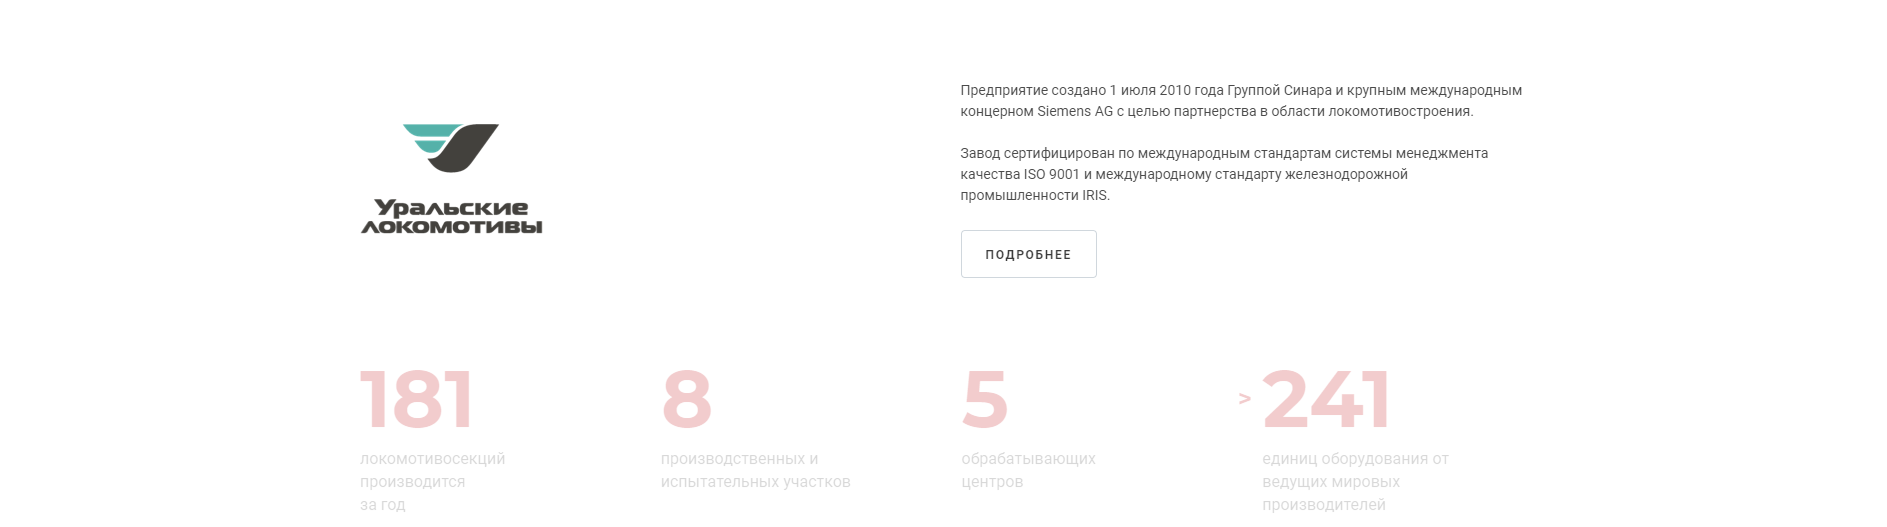 Уральские
локомотивы
Предприятие создано 1 июля 2010 года Группой Синара и крупным международным
концерном Siemens AG с целью партнерства в области локомотивостроения.
Завод сертифицирован по международным стандартам системы менеджмента
качества ISO 9001 и международному стандарту железнодорожной
промышленности IRIS.
ПОДРОБНЕЕ
181
локомотивосекций
производится
за год
8
производственных и
испытательных участков
5
обрабатывающих
центров
> 241
единиц оборудования от
ведущих мировых
производителей